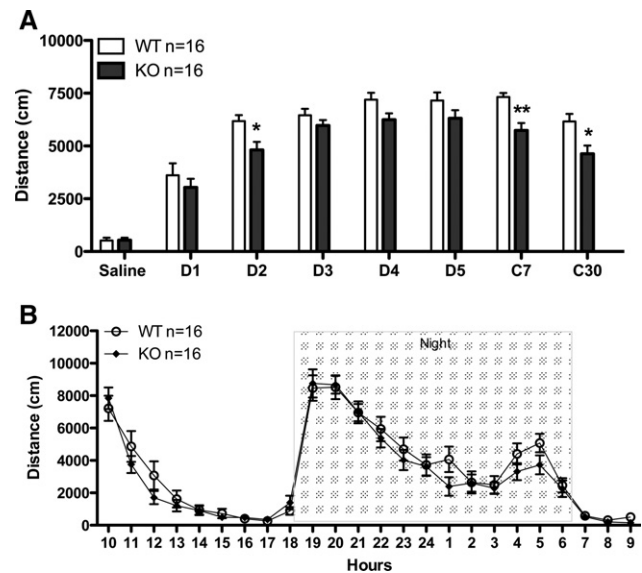 A
10000
7500
5000
2500
0
Distance (cm)
WT n=16
KO n=16
*
**
*
Saline D1 D2 D3 D4 D5 C7 C30
B
12000
10000
8000
6000
4000
2000
0
Distance (cm)
WT n=16
KO n=16
Night
10 11 12 13 14 15 16 17 18 19 20 21 22 23 24 1 2 3 4 5 6 7 8 9
Hours